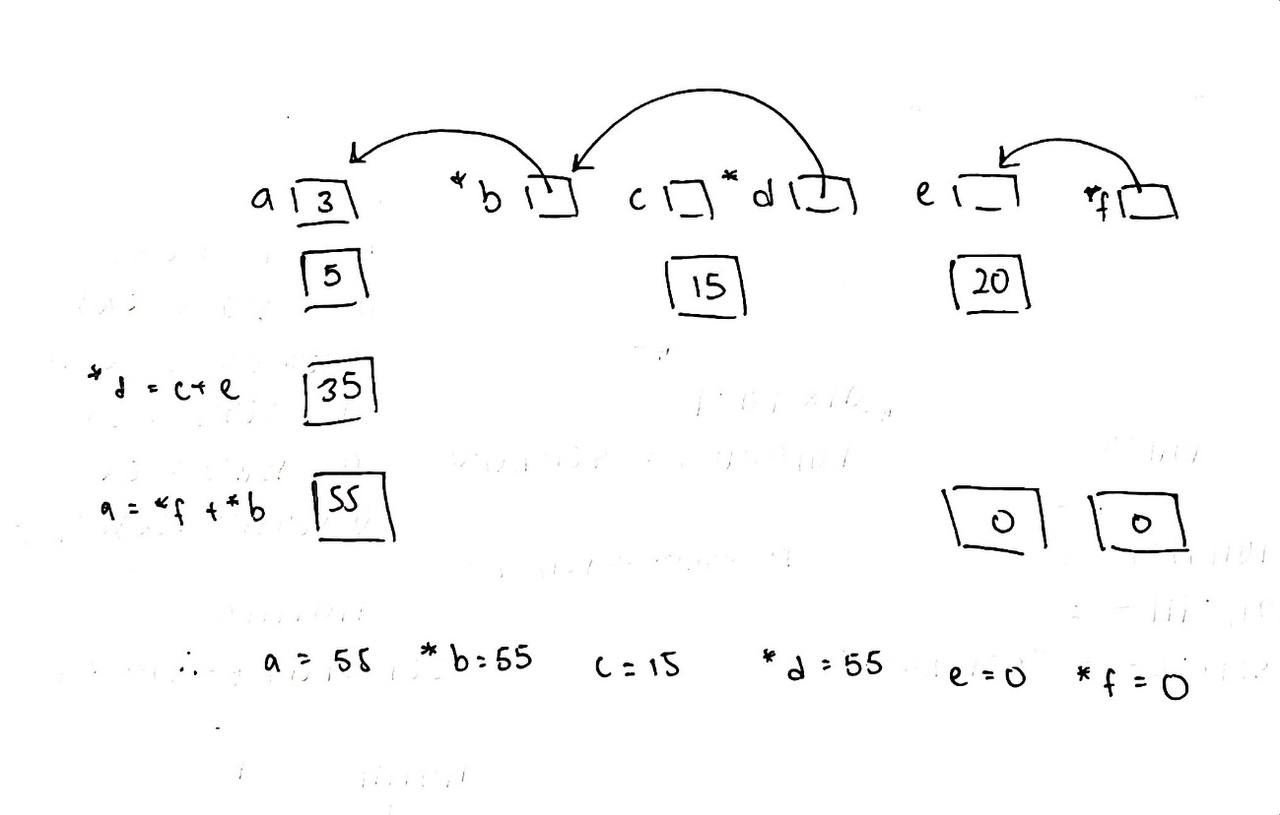 a 3 *b c *d e *f
5 15 20
*d = c + e 35
a = *f + *b 55 0 0
∴ a = 55 *b = 55 c = 15 *d = 55 e = 0 *f = 0